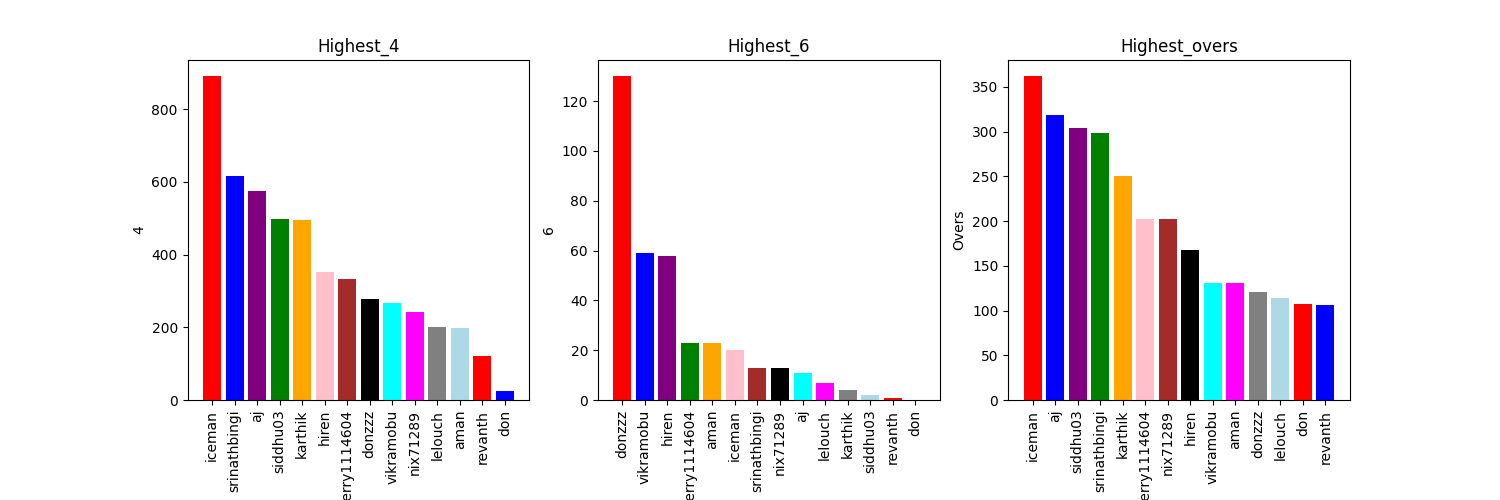 Highest_4
4
800
600
400
200
0
iceman
srinathbingi
aj
siddhu03
karthik
hiren
erry1114604
donzzz
vikramobu
nix71289
lelouch
aman
revanth
don
Highest_6
6
120
100
80
60
40
20
0
donzzz
vikramobu
hiren
erry1114604
aman
iceman
srinathbingi
nix71289
aj
lelouch
karthik
siddhu03
revanth
don
Highest_overs
Overs
350
300
250
200
150
100
50
0
iceman
aj
siddhu03
srinathbingi
karthik
erry1114604
nix71289
hiren
vikramobu
aman
donzzz
lelouch
don
revanth